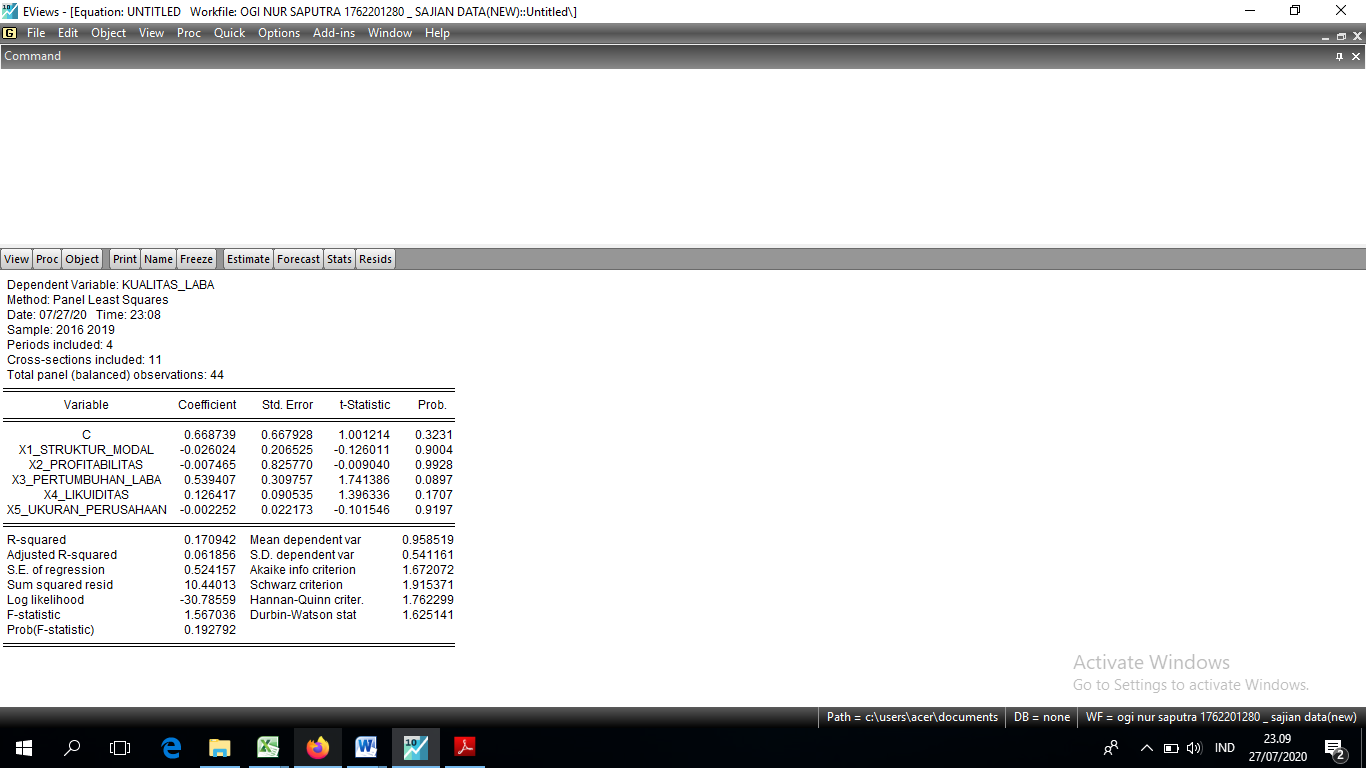 EViews - [Equation: UNTITLED   Workfile: OGI NUR SAPUTRA 1762201280 _ SAJIAN DATA(NEW)::Untitled\]
File Edit Object View Proc Quick Options Add-ins Window Help
Command
View Proc Object Print Name Freeze Estimate Forecast Stats Resids
Dependent Variable: KUALITAS_LABA
Method: Panel Least Squares
Date: 07/27/20   Time: 23:08
Sample: 2016 2019
Periods included: 4
Cross-sections included: 11
Total panel (balanced) observations: 44
Variable Coefficient Std. Error t-Statistic Prob.
C 0.668739 0.667928 1.001214 0.3231
X1_STRUKTUR_MODAL -0.026024 0.206525 -0.126011 0.9004
X2_PROFITABILITAS -0.007465 0.825770 -0.009040 0.9928
X3_PERTUMBUHAN_LABA 0.539407 0.309757 1.741386 0.0897
X4_LIKUIDITAS 0.126417 0.090535 1.396336 0.1707
X5_UKURAN_PERUSAHAAN -0.002252 0.022173 -0.101546 0.9197
R-squared 0.170942 Mean dependent var 0.958519
Adjusted R-squared 0.061856 S.D. dependent var 0.541161
S.E. of regression 0.524157 Akaike info criterion 1.672072
Sum squared resid 10.44013 Schwarz criterion 1.915371
Log likelihood -30.78559 Hannan-Quinn criter. 1.762299
F-statistic 1.567036 Durbin-Watson stat 1.625141
Prob(F-statistic) 0.192792
Activate Windows
Go to Settings to activate Windows.
Path = c:\users\acer\documents DB = none WF = ogi nur saputra 1762201280 _ sajian data(new)
IND
23.09
27/07/2020
2